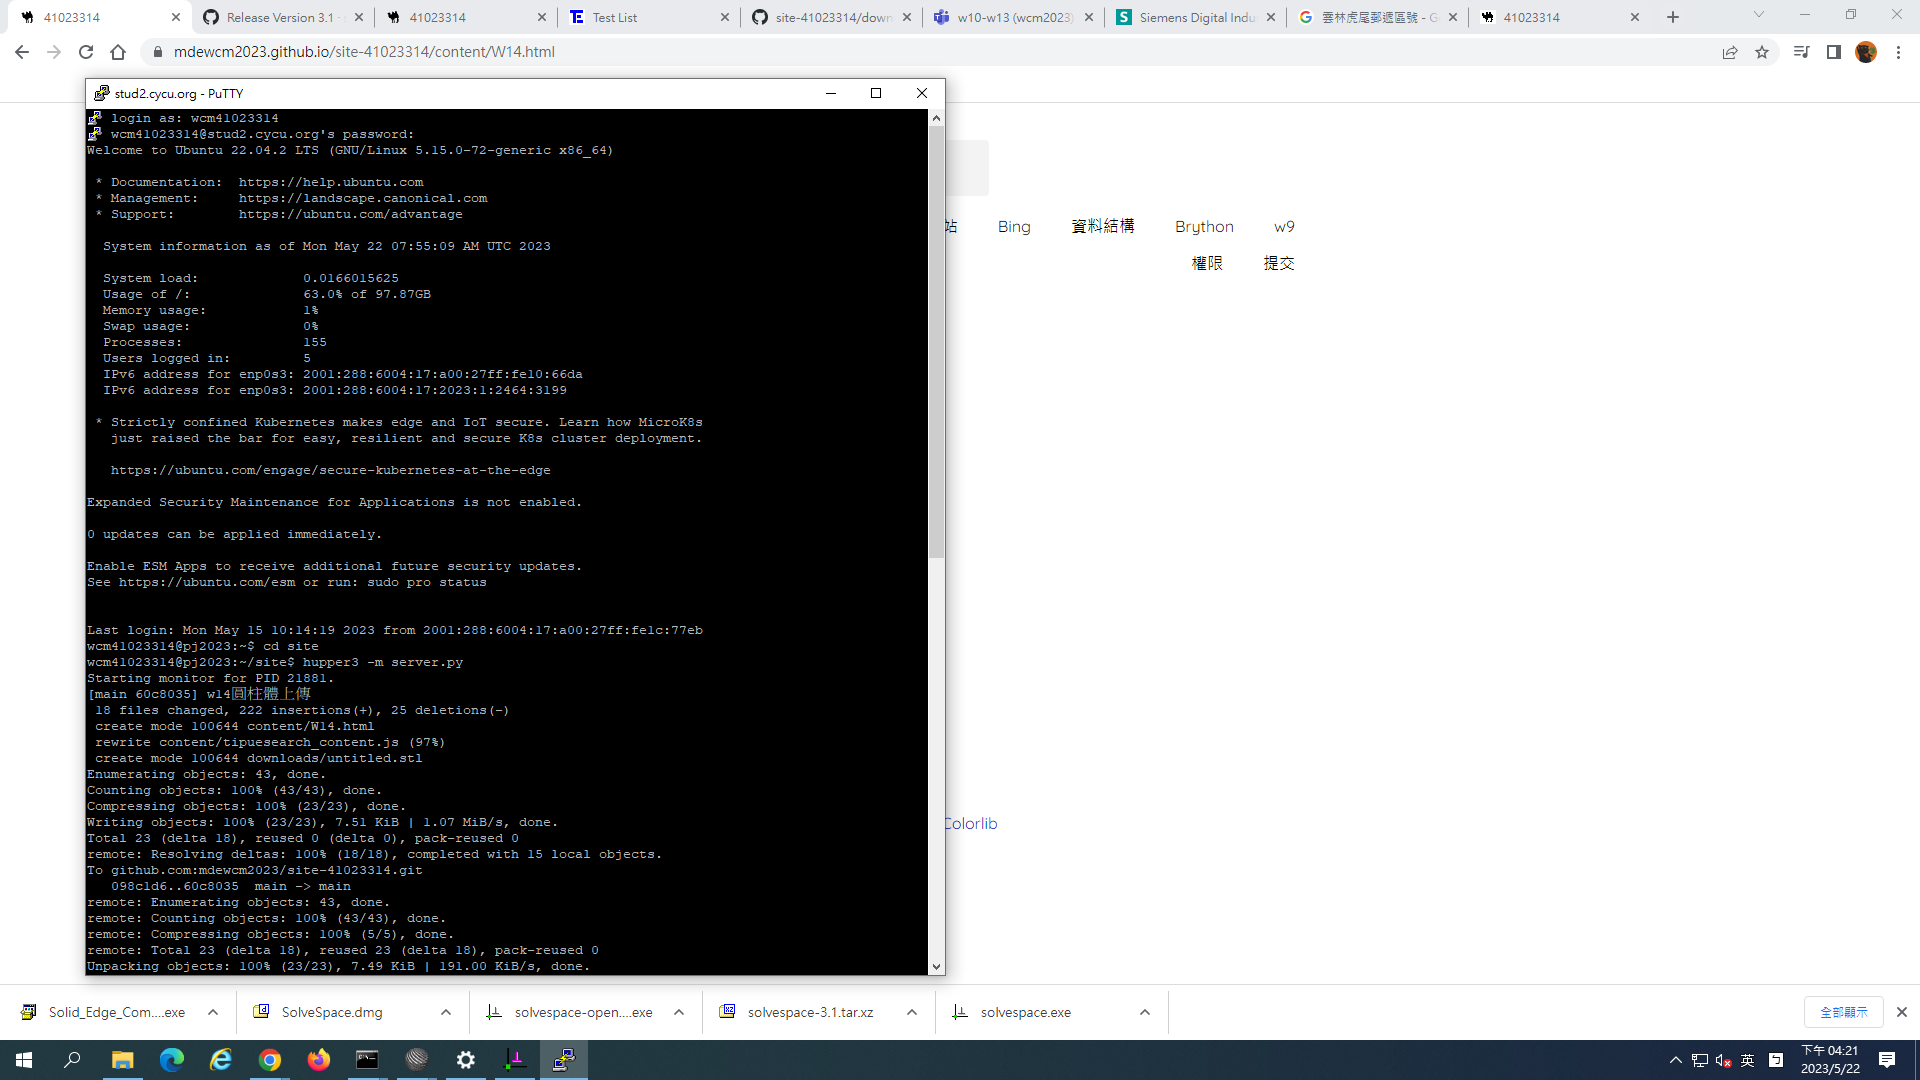 41023314
Release Version 3.1
41023314
Test List
site-41023314/down
w10-w13 (wcm2023)
Siemens Digital Indu
雲林虎尾郵遞區號 - G
41023314
mdewcm2023.github.io/site-41023314/content/W14.html
stud2.cycu.org - PuTTY
login as: wcm41023314
wcm41023314@stud2.cycu.org's password:
Welcome to Ubuntu 22.04.2 LTS (GNU/Linux 5.15.0-72-generic x86_64)
* Documentation:  https://help.ubuntu.com
* Management:     https://landscape.canonical.com
* Support:        https://ubuntu.com/advantage
System information as of Mon May 22 07:55:09 AM UTC 2023
System load:             0.0166015625
Usage of /:              63.0% of 97.87GB
Memory usage:            1%
Swap usage:              0%
Processes:               155
Users logged in:         5
IPv6 address for enp0s3: 2001:288:6004:17:a00:27ff:fe10:66da
IPv6 address for enp0s3: 2001:288:6004:17:2023:1:2464:3199
* Strictly confined Kubernetes makes edge and IoT secure. Learn how MicroK8s
just raised the bar for easy, resilient and secure K8s cluster deployment.
https://ubuntu.com/engage/secure-kubernetes-at-the-edge
Expanded Security Maintenance for Applications is not enabled.
0 updates can be applied immediately.
Enable ESM Apps to receive additional future security updates.
See https://ubuntu.com/esm or run: sudo pro status
Last login: Mon May 15 10:14:19 2023 from 2001:288:6004:17:a00:27ff:fe1c:77eb
wcm41023314@pj2023:~$ cd site
wcm41023314@pj2023:~/site$ hupper3 -m server.py
Starting monitor for PID 21881.
[main 60c8035] w14圓柱體上傳
18 files changed, 222 insertions(+), 25 deletions(-)
create mode 100644 content/W14.html
rewrite content/tipuesearch_content.js (97%)
create mode 100644 downloads/untitled.stl
Enumerating objects: 43, done.
Counting objects: 100% (43/43), done.
Compressing objects: 100% (23/23), done.
Writing objects: 100% (23/23), 7.51 KiB | 1.07 MiB/s, done.
Total 23 (delta 18), reused 0 (delta 0), pack-reused 0
remote: Resolving deltas: 100% (18/18), completed with 15 local objects.
To github.com:mdewcm2023/site-41023314.git
098c1d6..60c8035  main -> main
remote: Enumerating objects: 43, done.
remote: Counting objects: 100% (43/43), done.
remote: Compressing objects: 100% (5/5), done.
remote: Total 23 (delta 18), reused 23 (delta 18), pack-reused 0
Unpacking objects: 100% (23/23), 7.49 KiB | 191.00 KiB/s, done.
站 Bing 資料結構 Brython w9
權限 提交
Colorlib
Solid_Edge_Com....exe
SolveSpace.dmg
solvespace-open....exe
solvespace-3.1.tar.xz
solvespace.exe
全部顯示
英
下午 04:21
2023/5/22